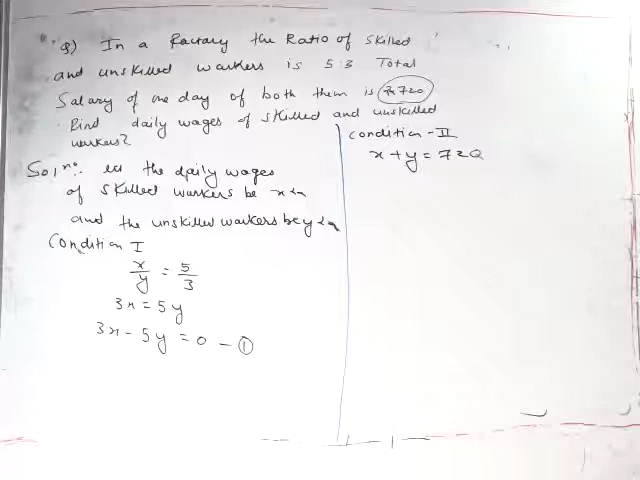 Q) In a factory the Ratio of skilled
and unskilled workers is 5:3 Total
Salary of one day of both them is ₹720
Find daily wages of skilled and unskilled
workers?
Soln: let the daily wages
of skilled workers be x
and the unskilled workers be y
Condition I
x/y = 5/3
3x = 5y
3x - 5y = 0 - ①
Condition - II
x + y = 720